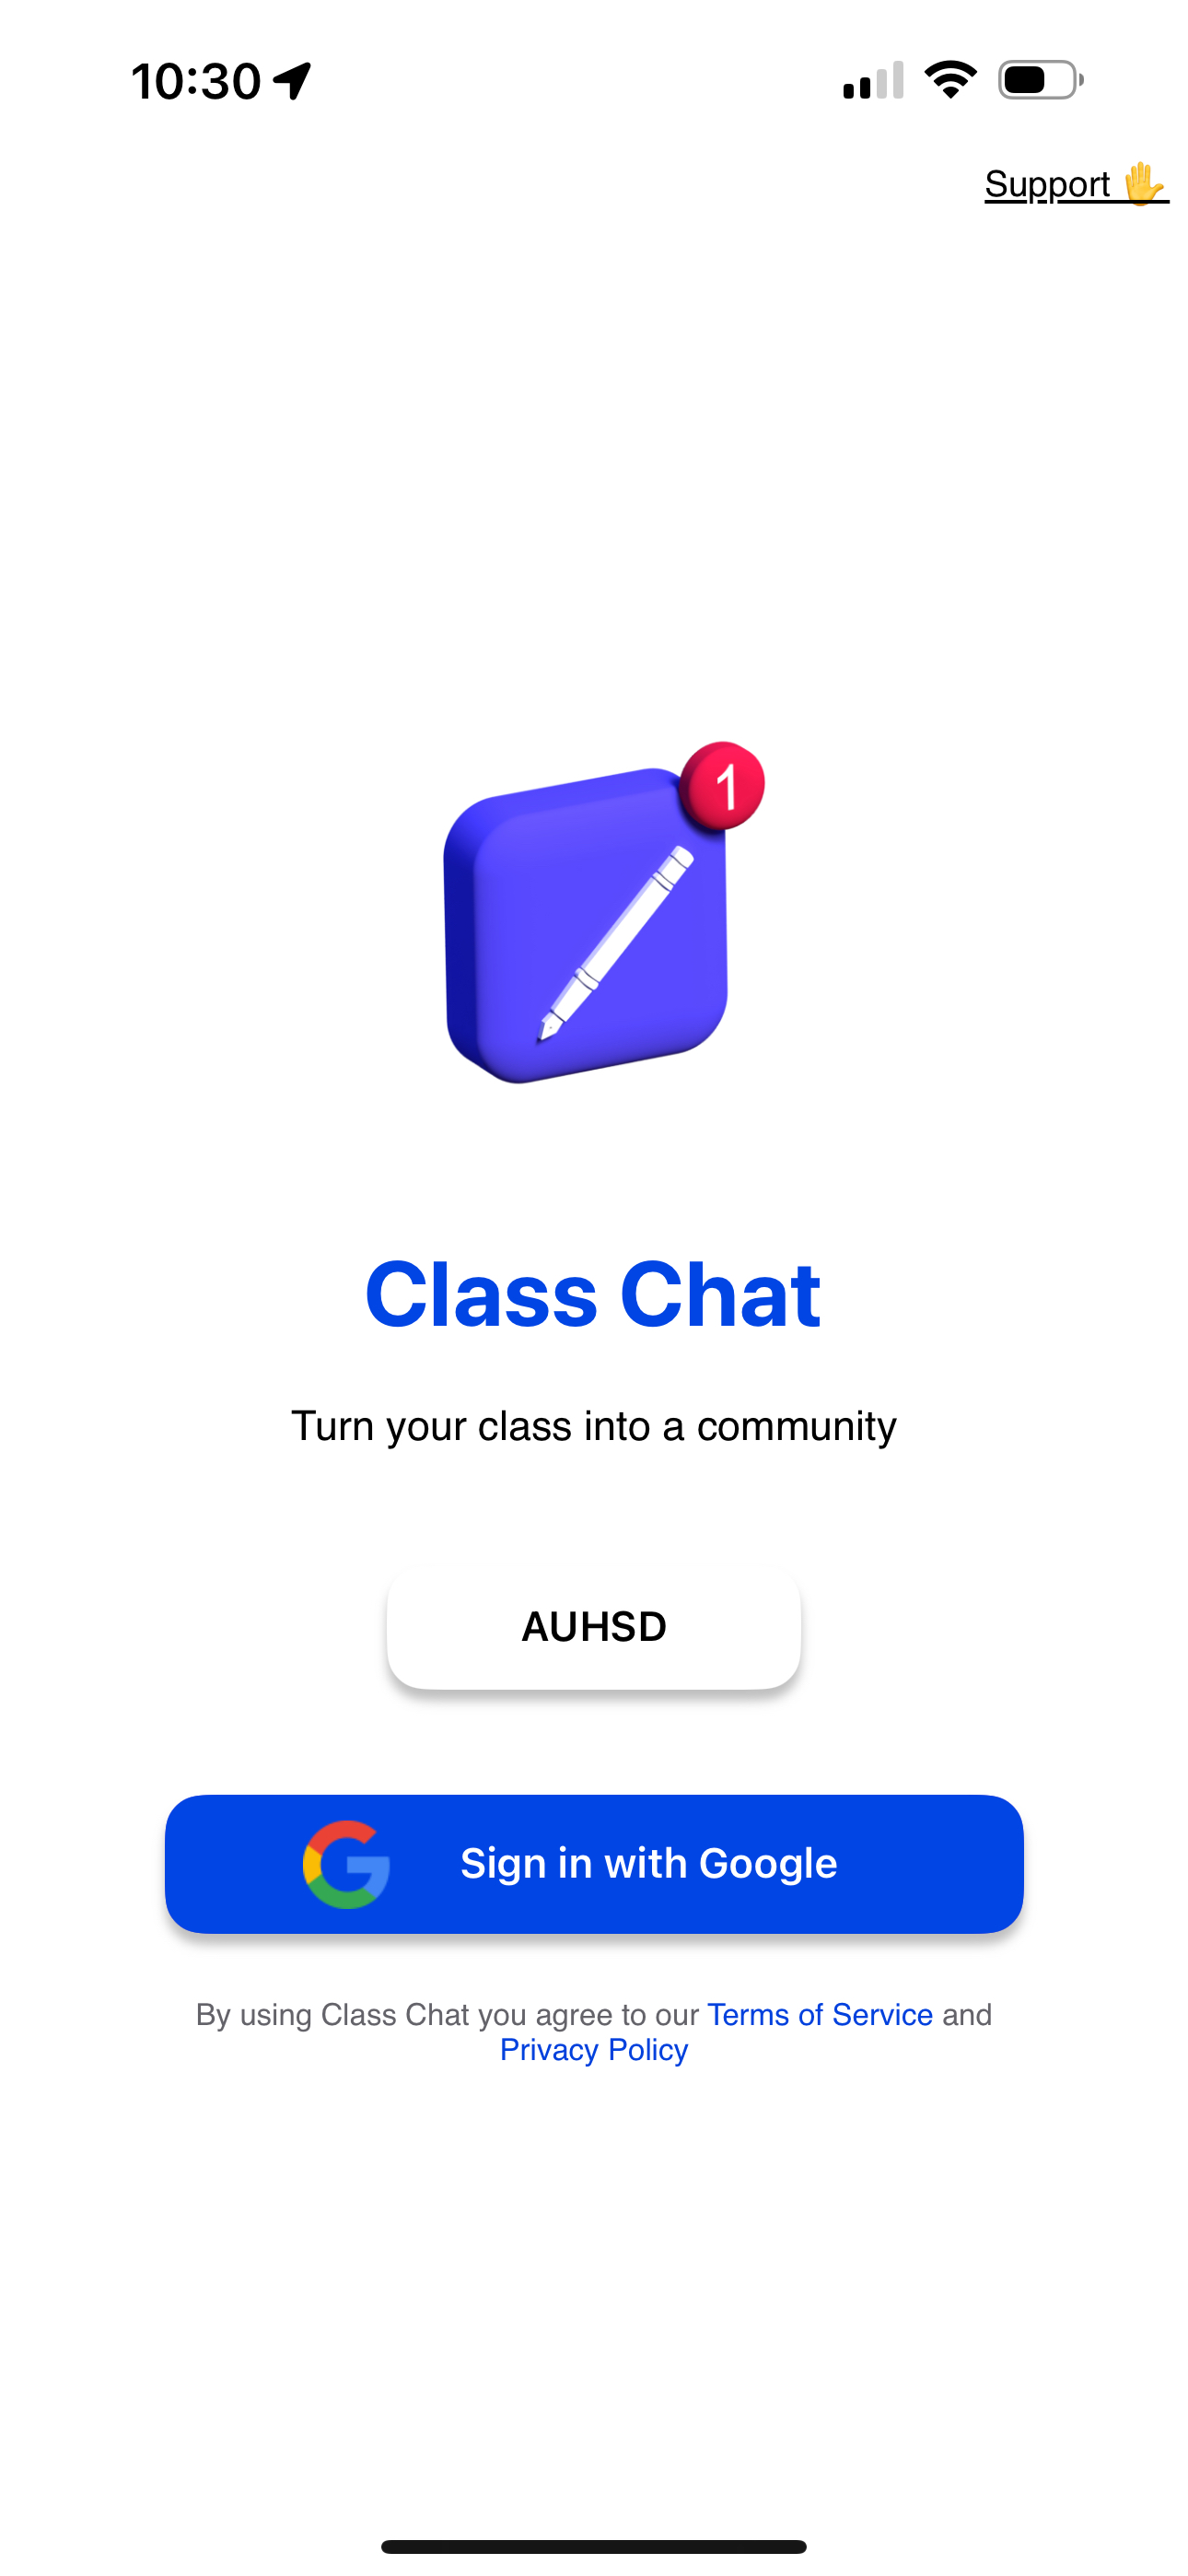 10:30
Support 🤚
1
Class Chat
Turn your class into a community
AUHSD
Sign in with Google
By using Class Chat you agree to our Terms of Service and
Privacy Policy